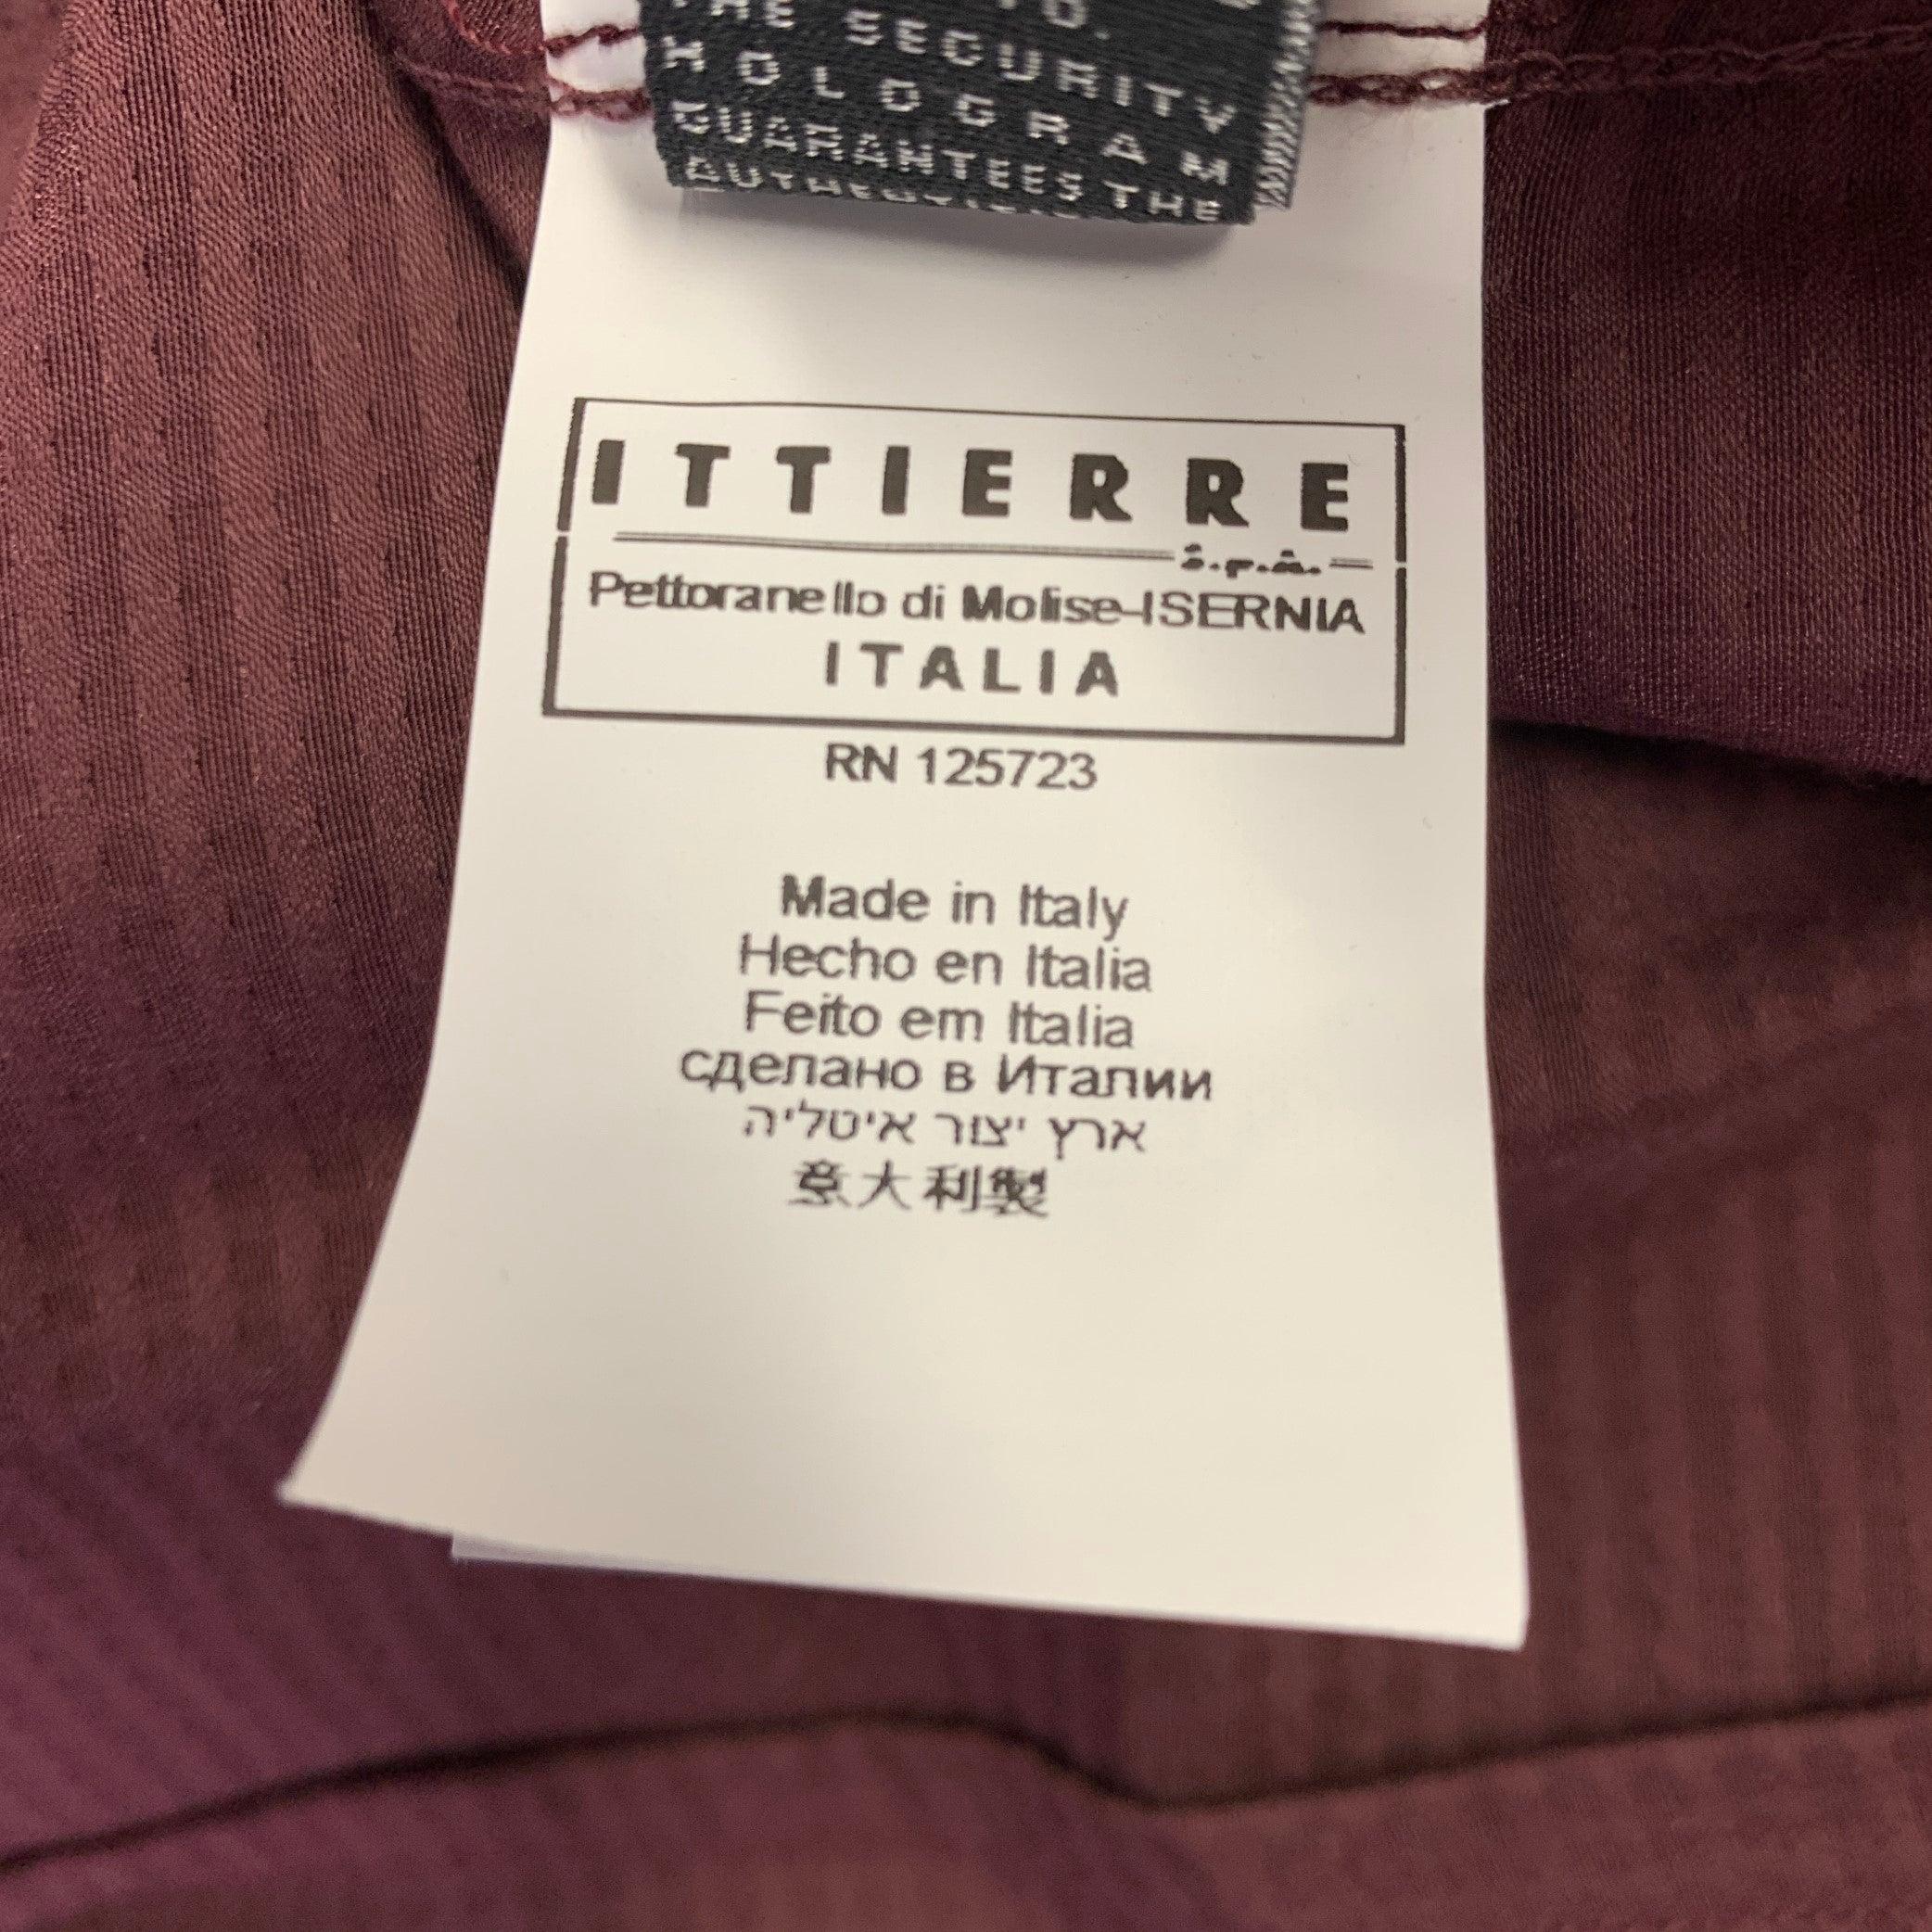 THE SECURITY
HOLOGRAM
GUARANTEES THE
ITTIERRE
S.p.A.
Pettoranello di Molise-ISERNIA
ITALIA
RN 125723
Made in Italy
Hecho en Italia
Feito em Italia
сделано в Италии
ארץ יצור איטליה
意大利製